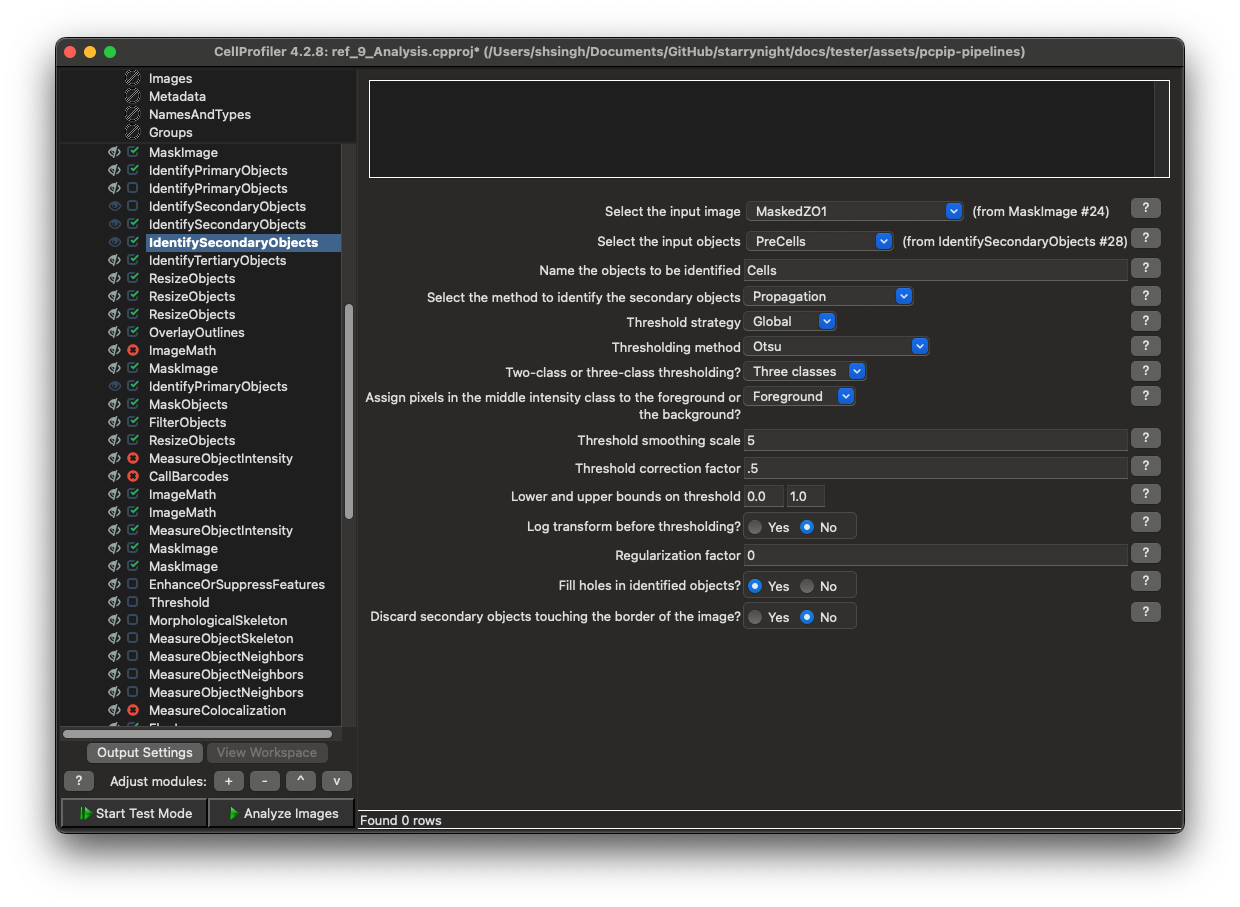 CellProfiler 4.2.8: ref_9_Analysis.cpproj* (/Users/shsingh/Documents/GitHub/starrynight/docs/tester/assets/pcpip-pipelines)
Images
Metadata
NamesAndTypes
Groups
MaskImage
IdentifyPrimaryObjects
IdentifyPrimaryObjects
IdentifySecondaryObjects
IdentifySecondaryObjects
IdentifySecondaryObjects
IdentifyTertiaryObjects
ResizeObjects
ResizeObjects
ResizeObjects
OverlayOutlines
ImageMath
MaskImage
IdentifyPrimaryObjects
MaskObjects
FilterObjects
ResizeObjects
MeasureObjectIntensity
CallBarcodes
ImageMath
ImageMath
MeasureObjectIntensity
MaskImage
MaskImage
EnhanceOrSuppressFeatures
Threshold
MorphologicalSkeleton
MeasureObjectSkeleton
MeasureObjectNeighbors
MeasureObjectNeighbors
MeasureObjectNeighbors
MeasureColocalization
Output Settings View Workspace
? Adjust modules: + - ^ v
Start Test Mode Analyze Images
Select the input image MaskedZO1 (from MaskImage #24) ?
Select the input objects PreCells (from IdentifySecondaryObjects #28) ?
Name the objects to be identified Cells ?
Select the method to identify the secondary objects Propagation ?
Threshold strategy Global ?
Thresholding method Otsu ?
Two-class or three-class thresholding? Three classes ?
Assign pixels in the middle intensity class to the foreground or Foreground ?
the background?
Threshold smoothing scale 5 ?
Threshold correction factor .5 ?
Lower and upper bounds on threshold 0.0 1.0 ?
Log transform before thresholding? Yes No ?
Regularization factor 0 ?
Fill holes in identified objects? Yes No ?
Discard secondary objects touching the border of the image? Yes No ?
Found 0 rows